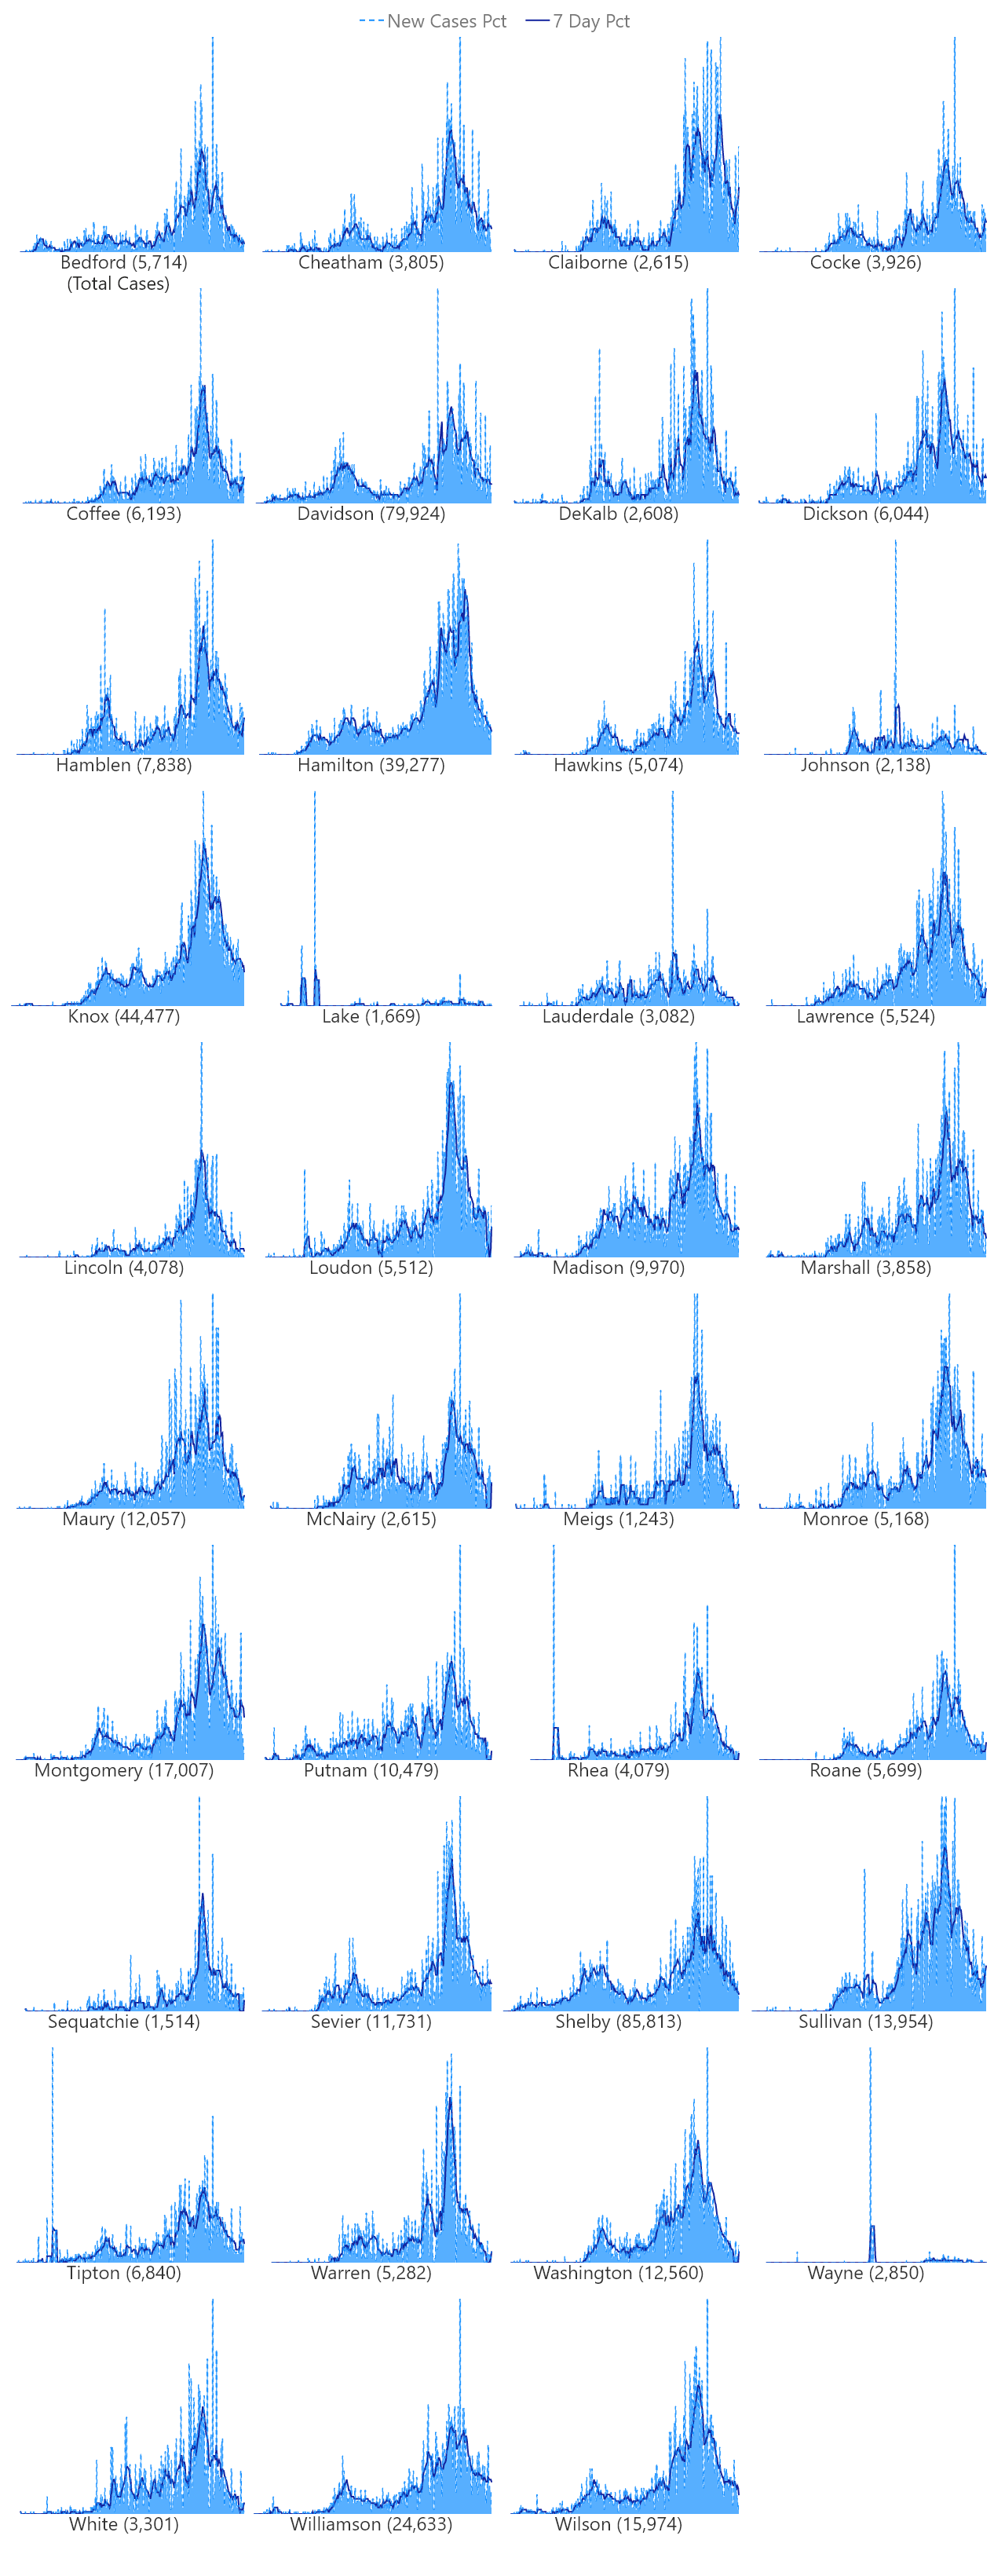 New Cases Pct 7 Day Pct
Bedford (5,714) Cheatham (3,805) Claiborne (2,615) Cocke (3,926)
(Total Cases)
Coffee (6,193) Davidson (79,924) DeKalb (2,608) Dickson (6,044)
Hamblen (7,838) Hamilton (39,277) Hawkins (5,074) Johnson (2,138)
Knox (44,477) Lake (1,669) Lauderdale (3,082) Lawrence (5,524)
Lincoln (4,078) Loudon (5,512) Madison (9,970) Marshall (3,858)
Maury (12,057) McNairy (2,615) Meigs (1,243) Monroe (5,168)
Montgomery (17,007) Putnam (10,479) Rhea (4,079) Roane (5,699)
Sequatchie (1,514) Sevier (11,731) Shelby (85,813) Sullivan (13,954)
Tipton (6,840) Warren (5,282) Washington (12,560) Wayne (2,850)
White (3,301) Williamson (24,633) Wilson (15,974)